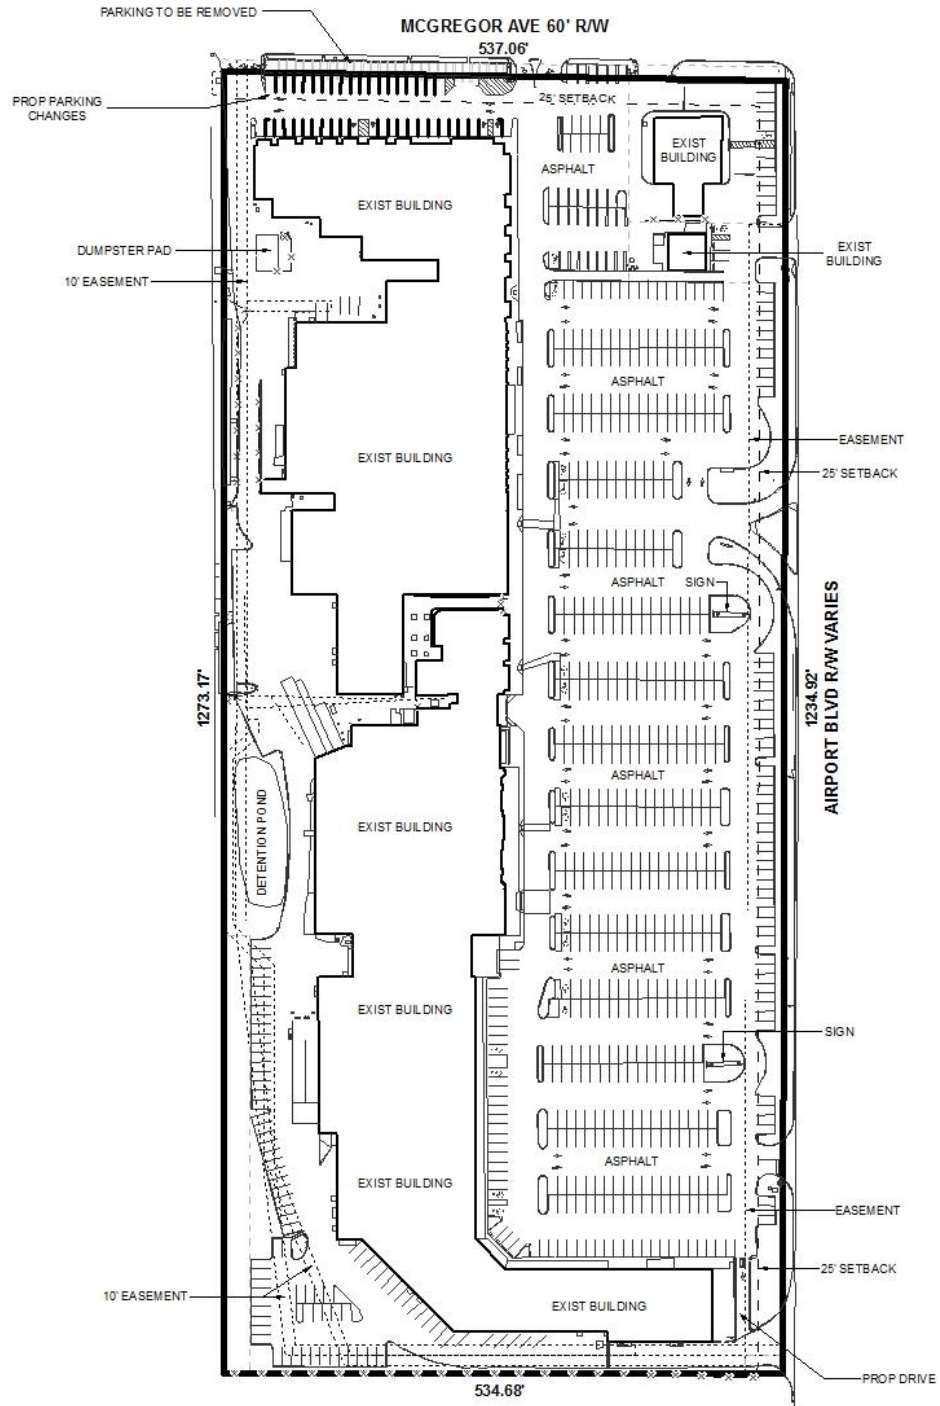 PARKING TO BE REMOVED
MCGREGOR AVE 60' R/W
537.06'
PROP PARKING
CHANGES
25' SETBACK
ASPHALT
EXIST
BUILDING
EXIST BUILDING
DUMPSTER PAD
EXIST
BUILDING
10' EASEMENT
ASPHALT
EASEMENT
EXIST BUILDING
25' SETBACK
ASPHALT
SIGN
1273.17'
1234.92'
AIRPORT BLVD R/W VARIES
ASPHALT
EXIST BUILDING
DETENTION POND
ASPHALT
EXIST BUILDING
SIGN
ASPHALT
EXIST BUILDING
EASEMENT
25' SETBACK
10' EASEMENT
EXIST BUILDING
PROP DRIVE
534.68'